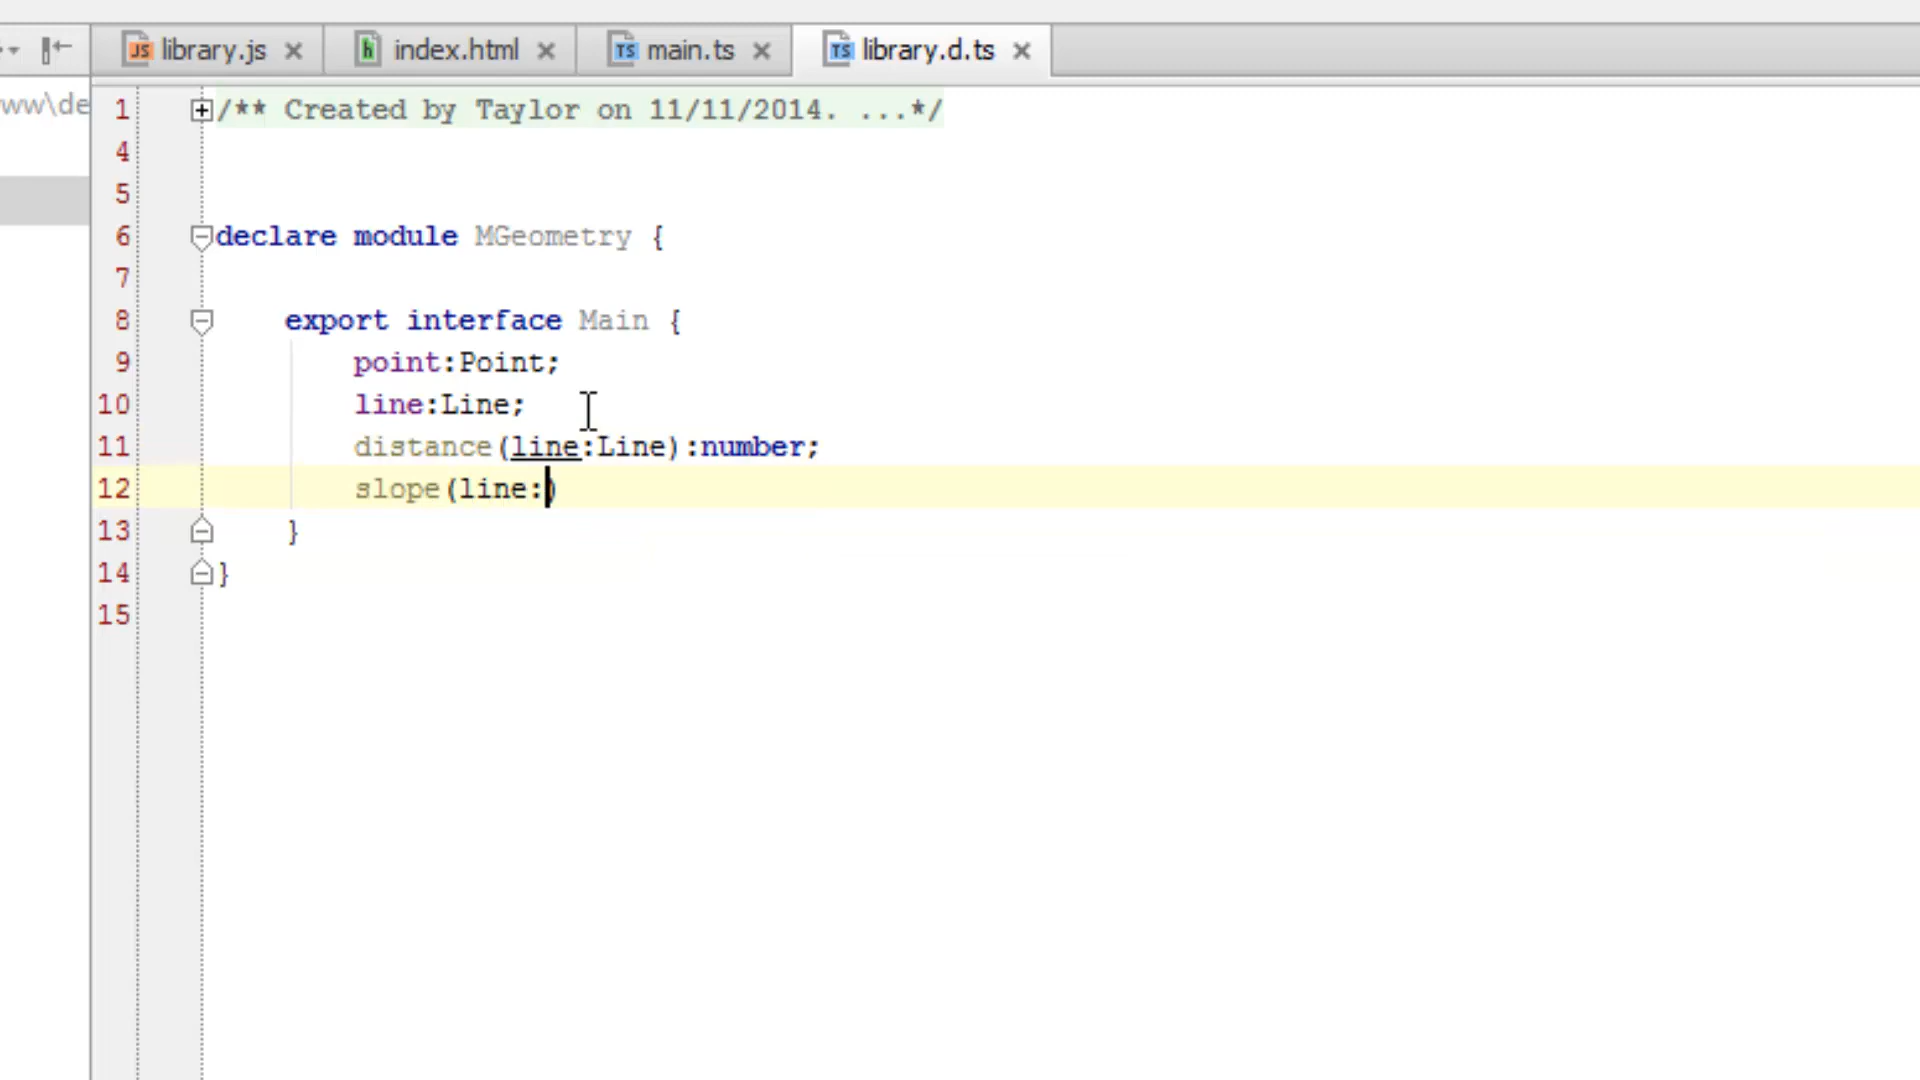 library.js index.html main.ts library.d.ts
ww\de
1 /** Created by Taylor on 11/11/2014. ...*/
4
5
6 declare module MGeometry {
7
8 export interface Main {
9 point:Point;
10 line:Line;
11 distance(line:Line):number;
12 slope(line:)
13 }
14 }
15